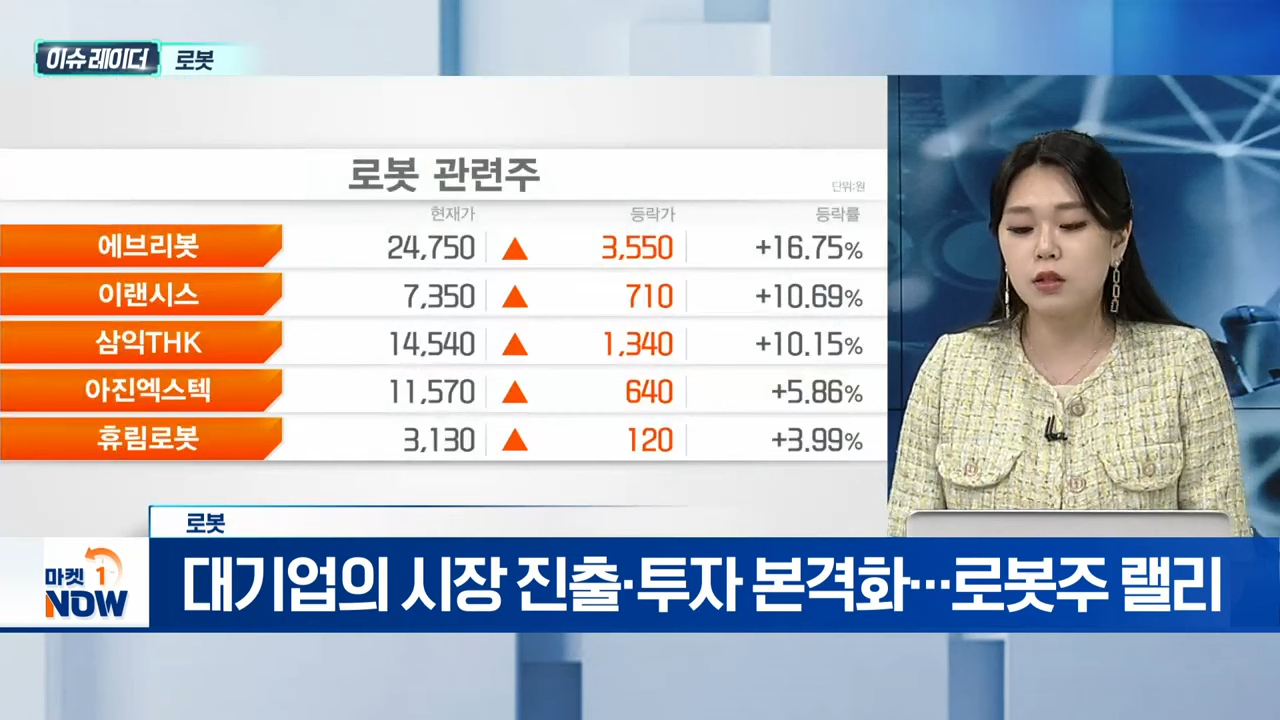 이슈레이더 로봇
로봇 관련주
단위:원
현재가 등락가 등락률
에브리봇 24,750 ▲ 3,550 +16.75%
이랜시스 7,350 ▲ 710 +10.69%
삼익THK 14,540 ▲ 1,340 +10.15%
아진엑스텍 11,570 ▲ 640 +5.86%
휴림로봇 3,130 ▲ 120 +3.99%
로봇
마켓 1
NOW
대기업의 시장 진출·투자 본격화…로봇주 랠리